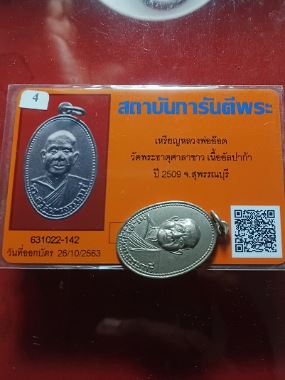 4
สถาบันการันตีพระ
เหรียญหลวงพ่ออ๊อด
วัดพระธาตุศาลาขาว เนื้ออัลปาก้า
ปี 2509 จ.สุพรรณบุรี
631022-142
วันที่ออกบัตร 26/10/2563